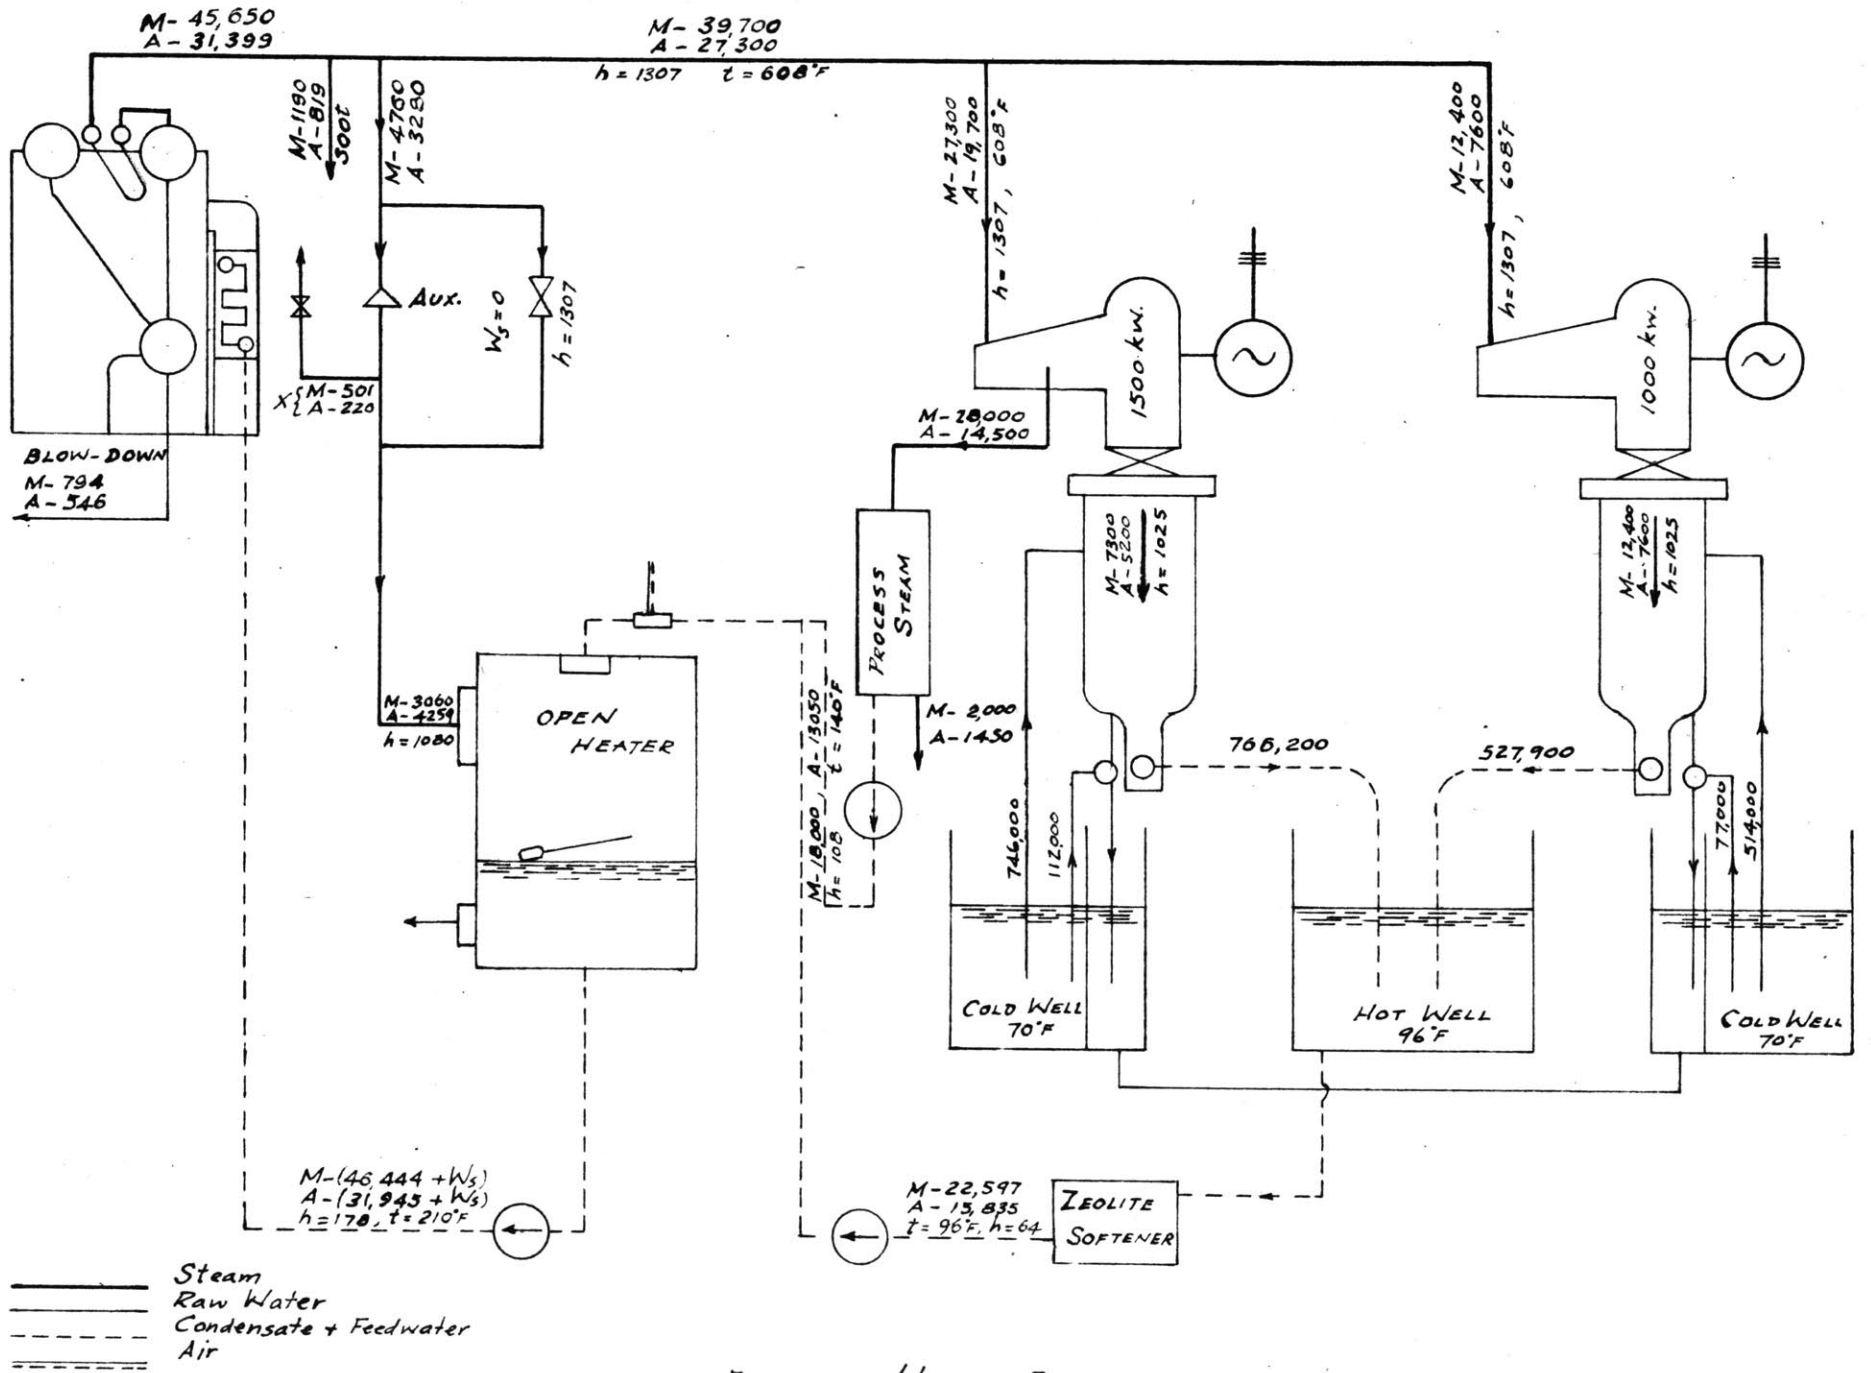 M- 45,650
A- 31,399
M- 39,700
A- 27,300
h = 1307 t = 608°F
M-1190
A-819
M-4760
A-3280
M-27,300
A-19,700
h= 1307, 608°F
M-12,400
A-7600
h=1307, 608°F
Aux.
Ws=0
h=1307
X { M-501
A-220
1500 kw.
1000 kw.
M-20,000
A-14,500
BLOW-DOWN
M-794
A-546
PROCESS
STEAM
M-7300
A-5200
h=1025
M-12,400
A-7600
h=1025
M-3060
A-4259
h=1080
OPEN
HEATER
M-18,000, A-13050
h=108 t=140°F
M- 2,000
A-1450
766,200
527,900
746,000
112,000
77,000
514,000
COLD WELL
70°F
HOT WELL
96°F
COLD WELL
70°F
M-(46,444 +Ws)
A-(31,945 + Ws)
h=178, t=210°F
M-22,597
A-15,835
t= 96°F, h=64
ZEOLITE
SOFTENER
Steam
Raw Water
Condensate + Feedwater
Air